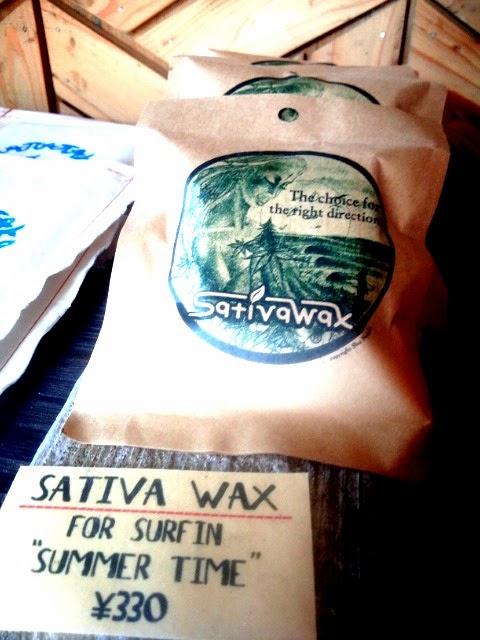 The choice for
the right direction
SativaWax
SATIVA WAX
FOR SURFIN
"SUMMER TIME"
¥330